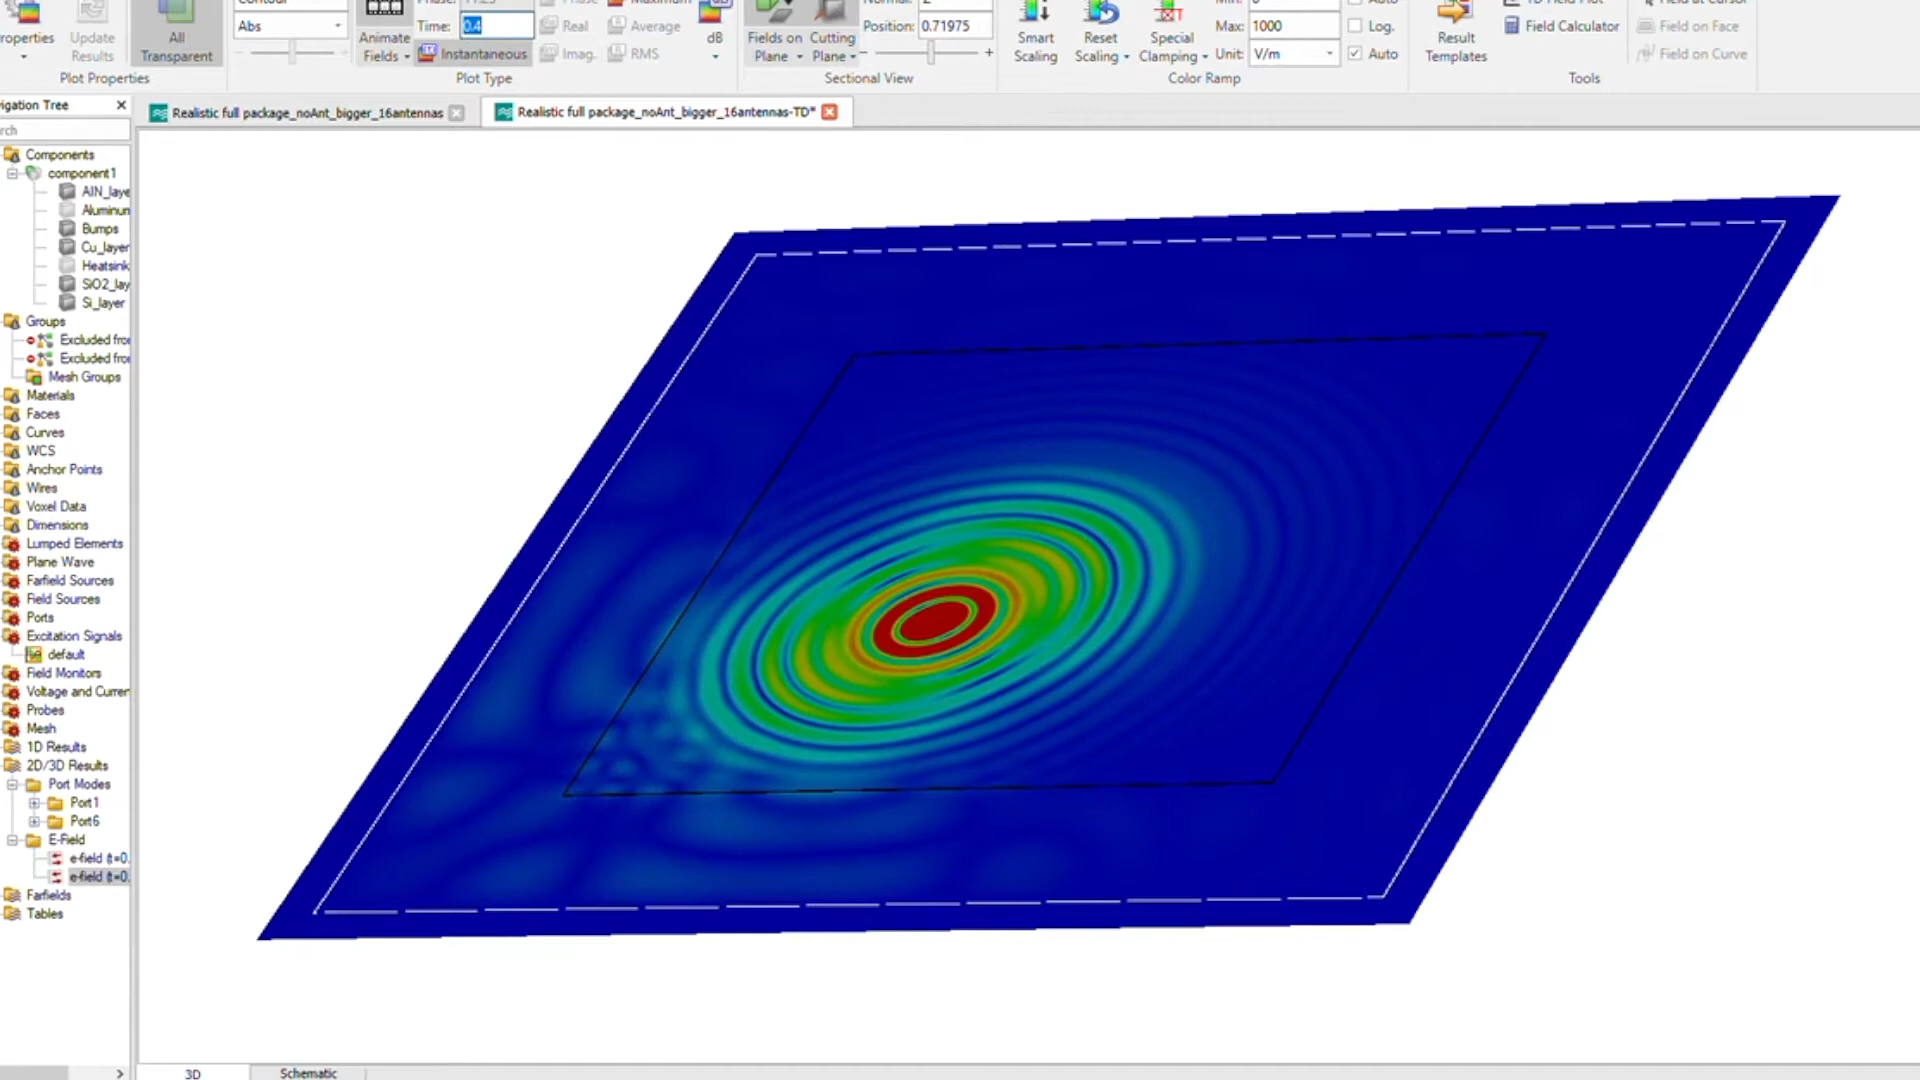 Abs
Time: 0.4
Real
Average
dB
Position: 0.71975
Max: 1000
Log.
Field Calculator
Field on Face
Update Results
All Transparent
Animate Fields
Instantaneous
Imag.
RMS
Fields on Plane
Cutting Plane
Smart Scaling
Reset Scaling
Special Clamping
Unit: V/m
Auto
Result Templates
Field on Curve
Plot Properties
Plot Type
Sectional View
Color Ramp
Tools
igation Tree
Realistic full package_noAnt_bigger_16antennas
Realistic full package_noAnt_bigger_16antennas-TD*
Components
component1
Aluminun
Bumps
Cu_layer
Heatsink
SiO2_lay
Si_layer
Groups
Excluded fro
Excluded fro
Mesh Groups
Materials
Faces
Curves
WCS
Anchor Points
Wires
Voxel Data
Dimensions
Lumped Elements
Plane Wave
Farfield Sources
Field Sources
Ports
Excitation Signals
default
Field Monitors
Voltage and Curren
Probes
Mesh
1D Results
2D/3D Results
Port Modes
Port1
Port6
E-Field
e-field (t=0.
e-field (t=0.
Farfields
Tables
3D
Schematic